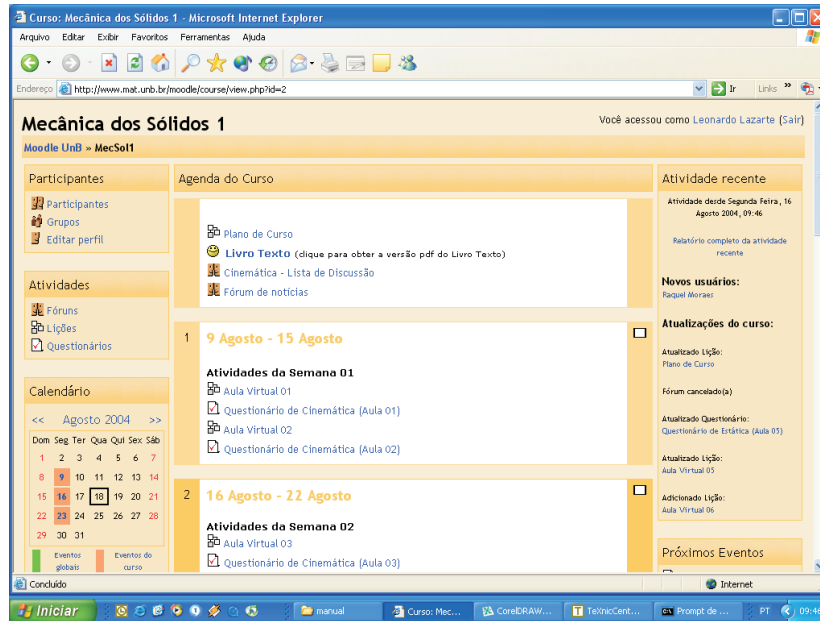 Curso: Mecânica dos Sólidos 1 - Microsoft Internet Explorer
Arquivo Editar Exibir Favoritos Ferramentas Ajuda
Endereço http://www.mat.unb.br/moodle/course/view.php?id=2 Ir Links »
Mecânica dos Sólidos 1
Você acessou como Leonardo Lazarte (Sair)
Moodle UnB » MecSol1
Participantes
Participantes
Grupos
Editar perfil
Atividades
Fóruns
Lições
Questionários
Calendário
<< Agosto 2004 >>
Dom Seg Ter Qua Qui Sex Sáb
1 2 3 4 5 6 7
8 9 10 11 12 13 14
15 16 17 18 19 20 21
22 23 24 25 26 27 28
29 30 31
Eventos globais
Eventos do curso
Agenda do Curso
Plano de Curso
Livro Texto (clique para obter a versão pdf do Livro Texto)
Cinemática - Lista de Discussão
Fórum de notícias
1 9 Agosto - 15 Agosto
Atividades da Semana 01
Aula Virtual 01
Questionário de Cinemática (Aula 01)
Aula Virtual 02
Questionário de Cinemática (Aula 02)
2 16 Agosto - 22 Agosto
Atividades da Semana 02
Aula Virtual 03
Questionário de Cinemática (Aula 03)
Atividade recente
Atividade desde Segunda Feira, 16
Agosto 2004, 09:46
Relatório completo da atividade
recente
Novos usuários:
Raquel Moraes
Atualizações do curso:
Atualizado Lição:
Plano de Curso
Fórum cancelado(a)
Atualizado Questionário:
Questionário de Estática (Aula 05)
Atualizado Lição:
Aula Virtual 05
Adicionado Lição:
Aula Virtual 06
Próximos Eventos
Concluído
Internet
Iniciar manual Curso: Mec... CorelDRAW... TeXnicCent... Prompt de ... PT 09:46